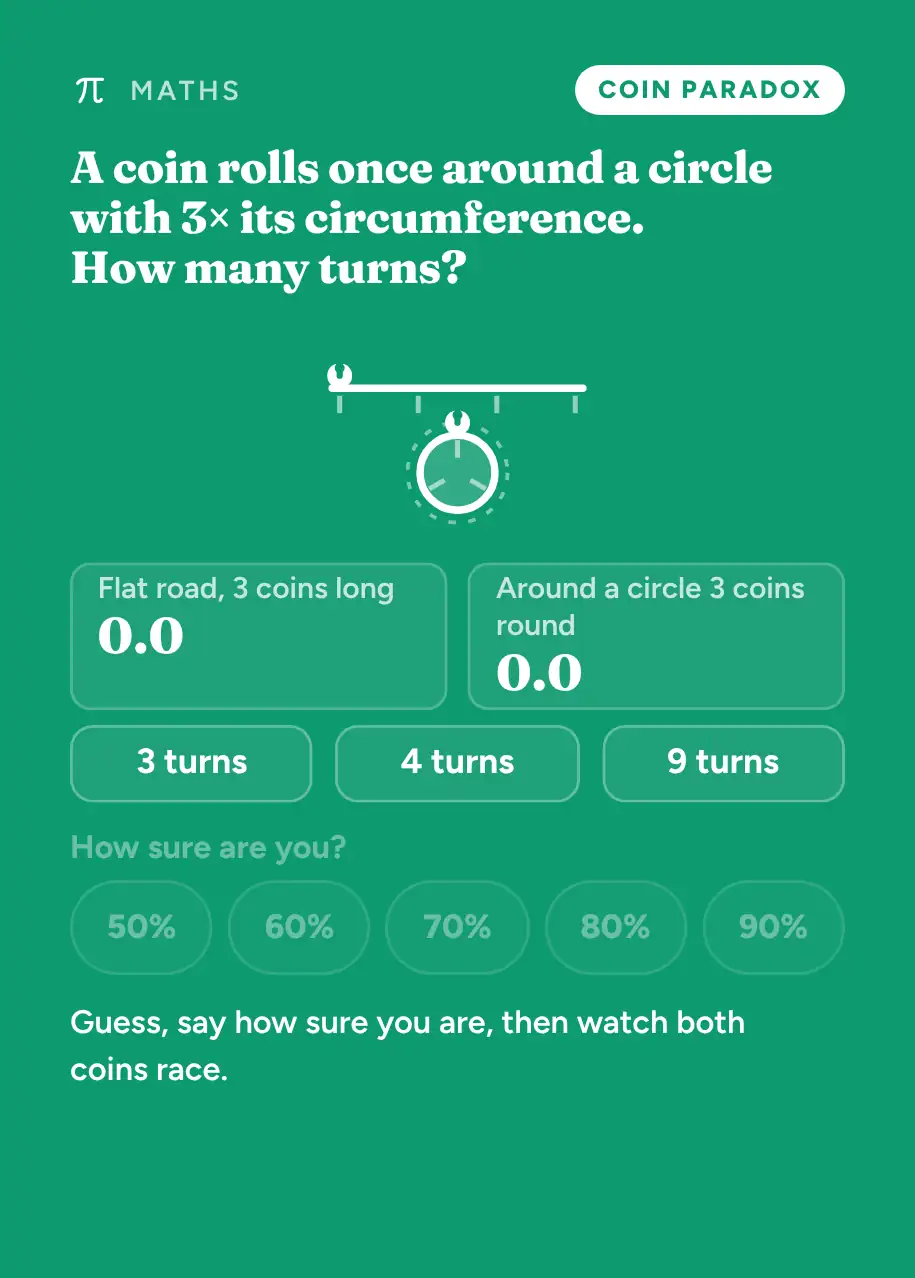 π MATHS
COIN PARADOX
A coin rolls once around a circle
with 3× its circumference.
How many turns?
Flat road, 3 coins long
0.0
Around a circle 3 coins
round
0.0
3 turns
4 turns
9 turns
How sure are you?
50%
60%
70%
80%
90%
Guess, say how sure you are, then watch both
coins race.